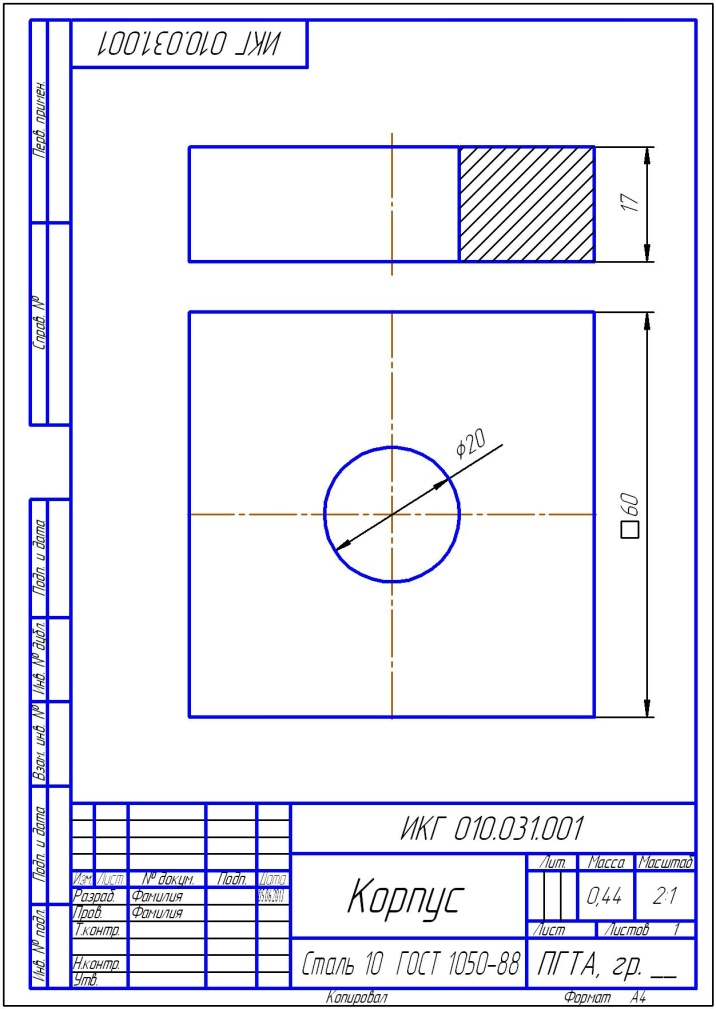 ИКГ 010.031.001
Перв. примен.
Справ. №
17
ϕ20
□60
Подп. и дата
Инв. № дубл.
Взам. инв. №
Подп. и дата
Инв. № подл.
ИКГ 010.031.001
Изм. Лист № докум. Подп. Дата
Разраб. Фамилия
Пров. Фамилия
Т.контр.
Н.контр.
Утв.
Корпус
Лит. Масса Масштаб
0,44 2:1
Лист Листов 1
Сталь 10 ГОСТ 1050-88
ПГТА, гр. __
Копировал Формат А4